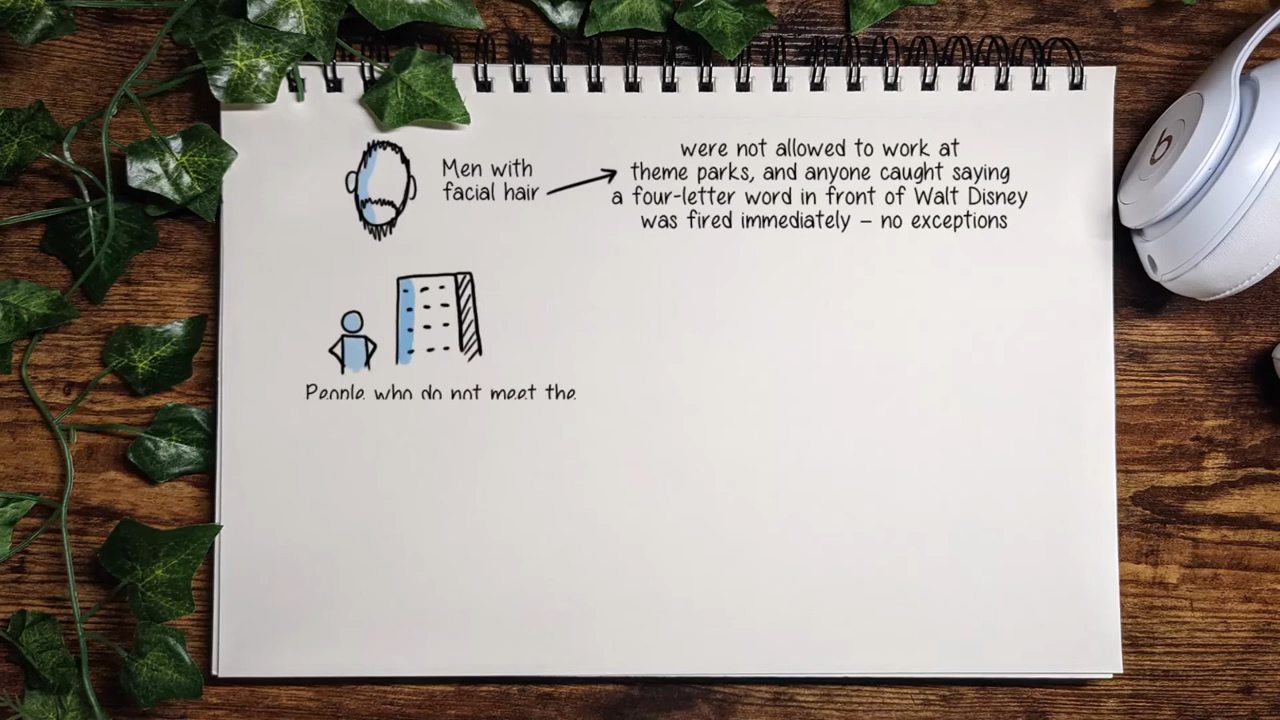 Men with
facial hair
were not allowed to work at
theme parks, and anyone caught saying
a four-letter word in front of Walt Disney
was fired immediately – no exceptions
People who do not meet the